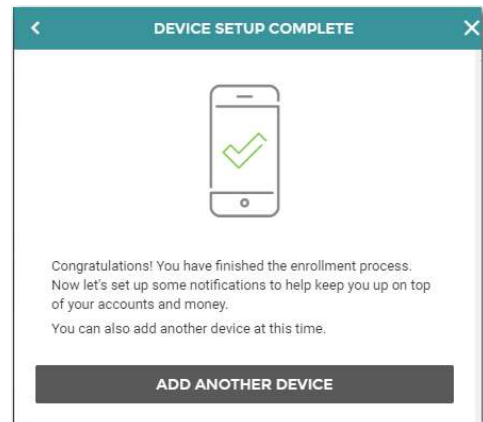 DEVICE SETUP COMPLETE
Congratulations! You have finished the enrollment process.
Now let's set up some notifications to help keep you up on top
of your accounts and money.
You can also add another device at this time.
ADD ANOTHER DEVICE